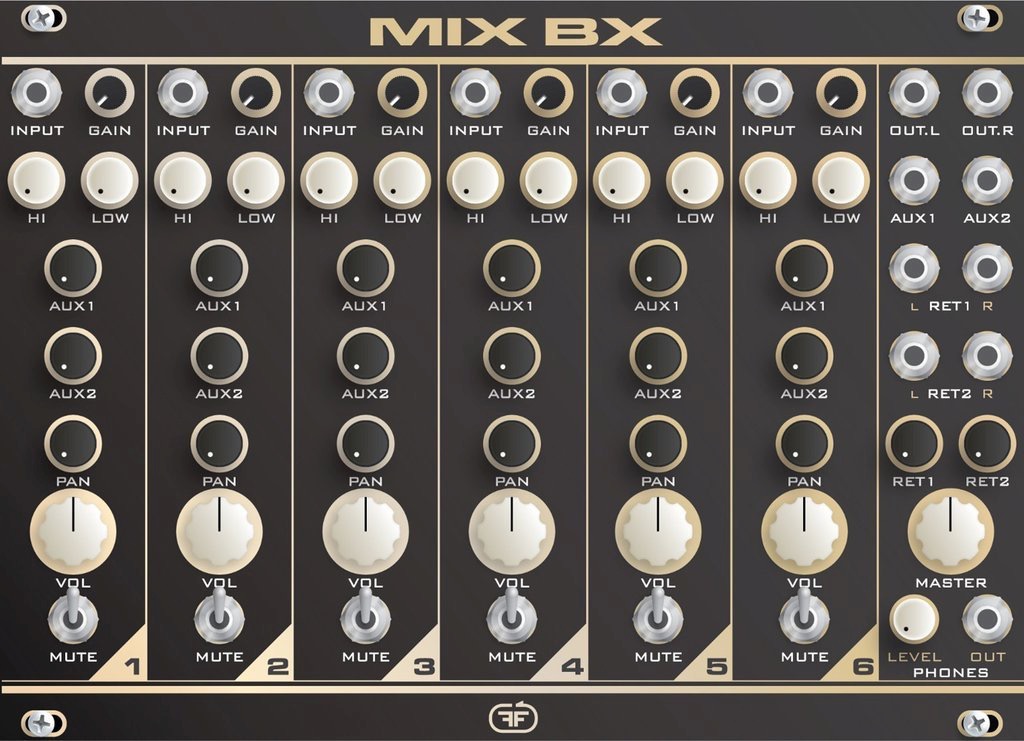 MIX BX
INPUT GAIN INPUT GAIN INPUT GAIN INPUT GAIN INPUT GAIN INPUT GAIN OUT.L OUT.R
HI LOW HI LOW HI LOW HI LOW HI LOW HI LOW AUX1 AUX2
AUX1 AUX1 AUX1 AUX1 AUX1 AUX1 L RET1 R
AUX2 AUX2 AUX2 AUX2 AUX2 AUX2 L RET2 R
PAN PAN PAN PAN PAN PAN RET1 RET2
VOL VOL VOL VOL VOL VOL MASTER
MUTE 1 MUTE 2 MUTE 3 MUTE 4 MUTE 5 MUTE 6 LEVEL OUT
PHONES